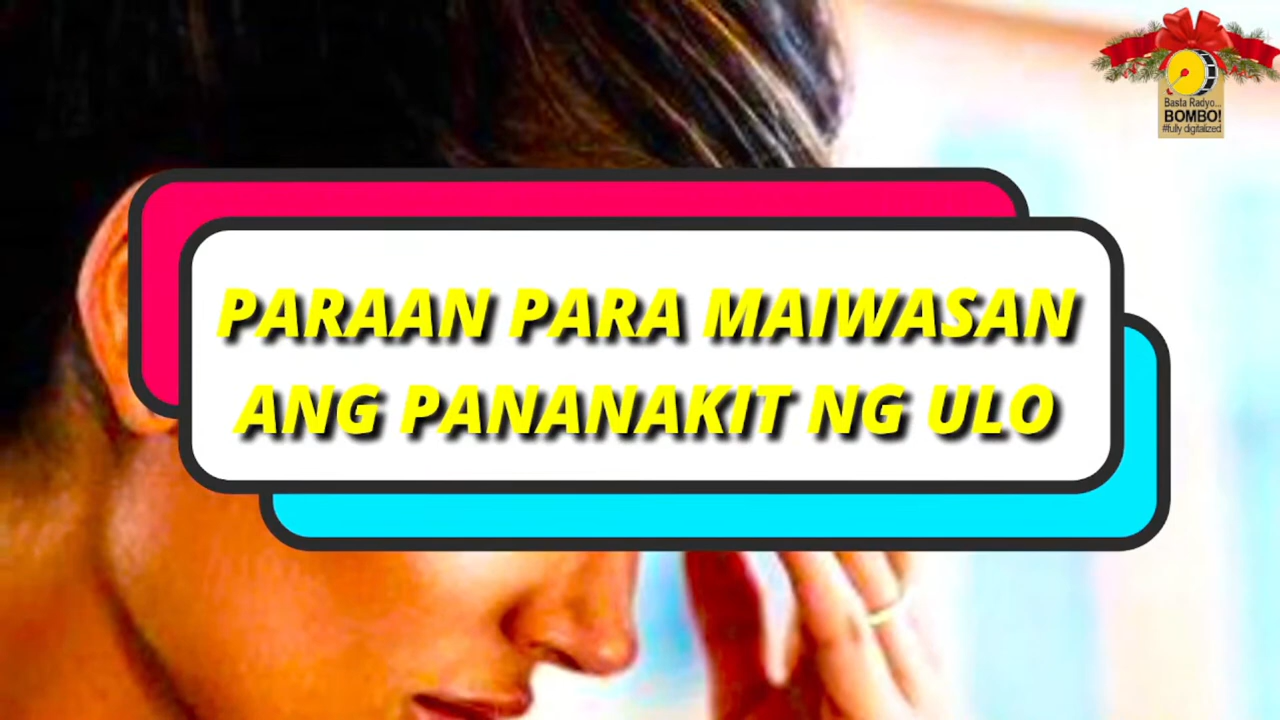 Basta Radyo...
BOMBO!
#fully digitalized
PARAAN PARA MAIWASAN
ANG PANANAKIT NG ULO